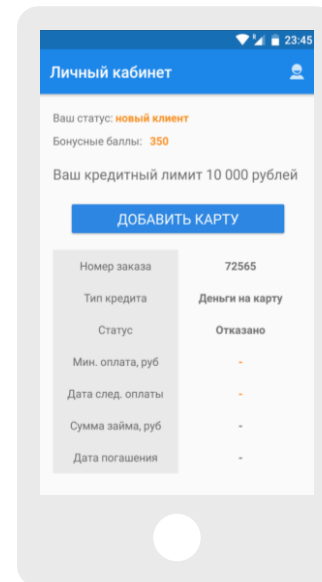 23:45
Личный кабинет
Ваш статус: новый клиент
Бонусные баллы: 350
Ваш кредитный лимит 10 000 рублей
ДОБАВИТЬ КАРТУ
Номер заказа 72565
Тип кредита Деньги на карту
Статус Отказано
Мин. оплата, руб -
Дата след. оплаты -
Сумма займа, руб -
Дата погашения -